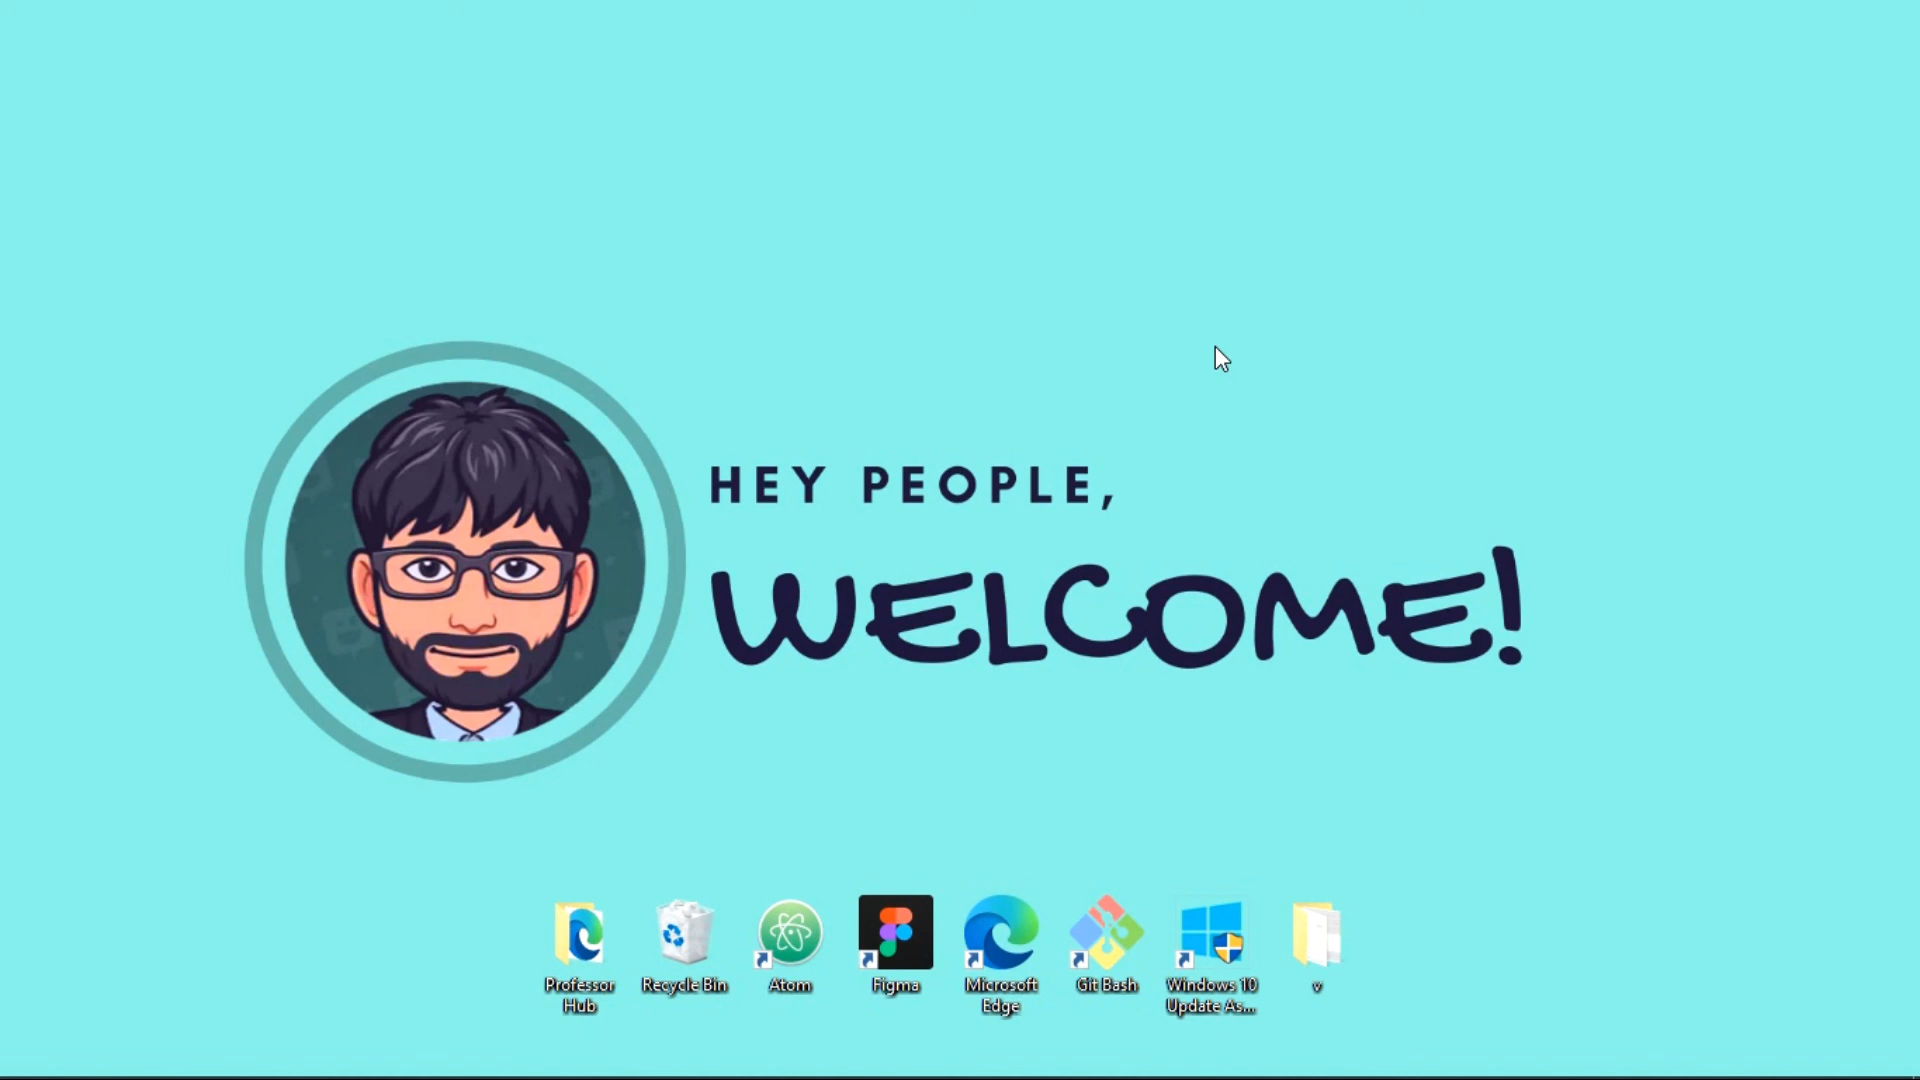 HEY PEOPLE,
WELCOME!
Professor Hub
Recycle Bin
Atom
Figma
Microsoft Edge
Git Bash
Windows 10 Update As...
v